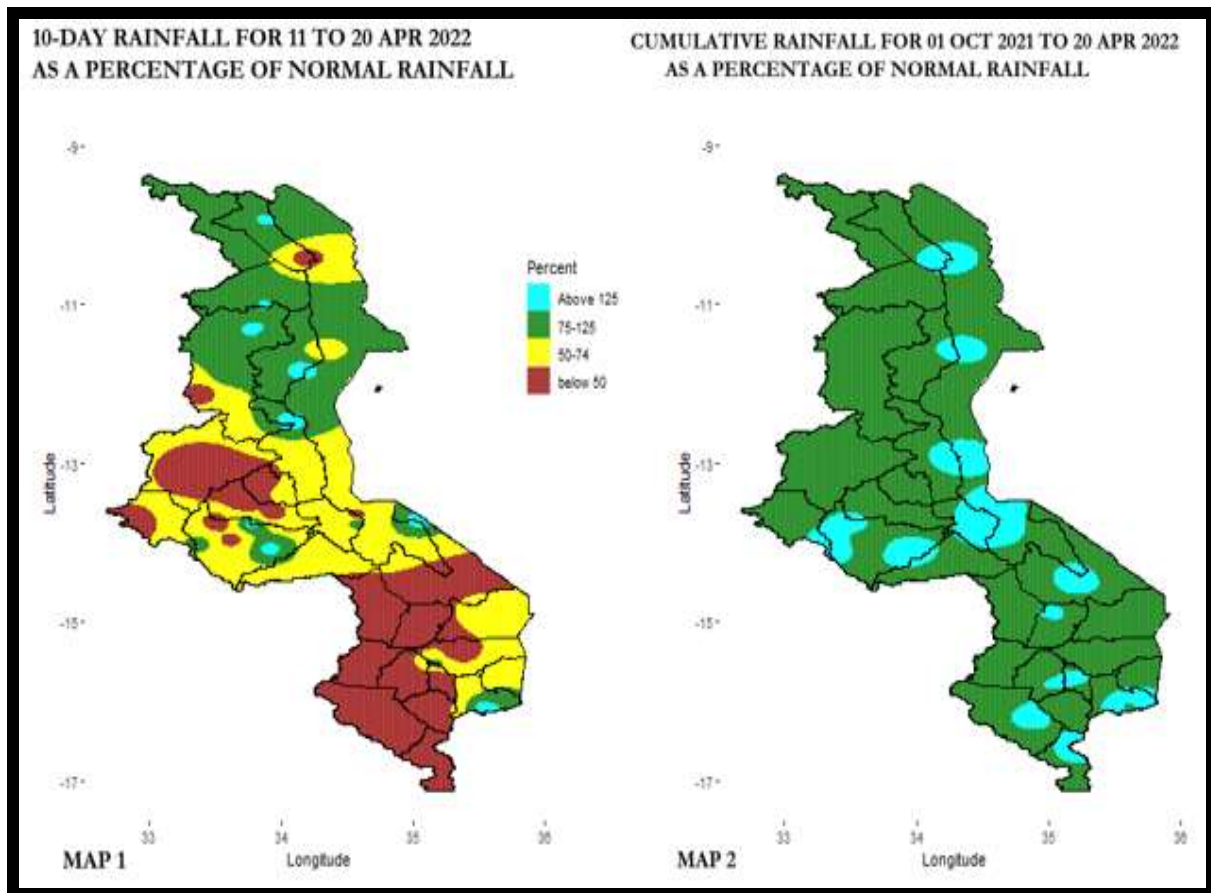 10-DAY RAINFALL FOR 11 TO 20 APR 2022
AS A PERCENTAGE OF NORMAL RAINFALL
CUMULATIVE RAINFALL FOR 01 OCT 2021 TO 20 APR 2022
AS A PERCENTAGE OF NORMAL RAINFALL
-9
-11
-13
-15
-17
Latitude
33
34
35
36
Longitude
MAP 1
Percent
Above 125
75-125
50-74
below 50
-9
-11
-13
-15
-17
Latitude
33
34
35
36
Longitude
MAP 2